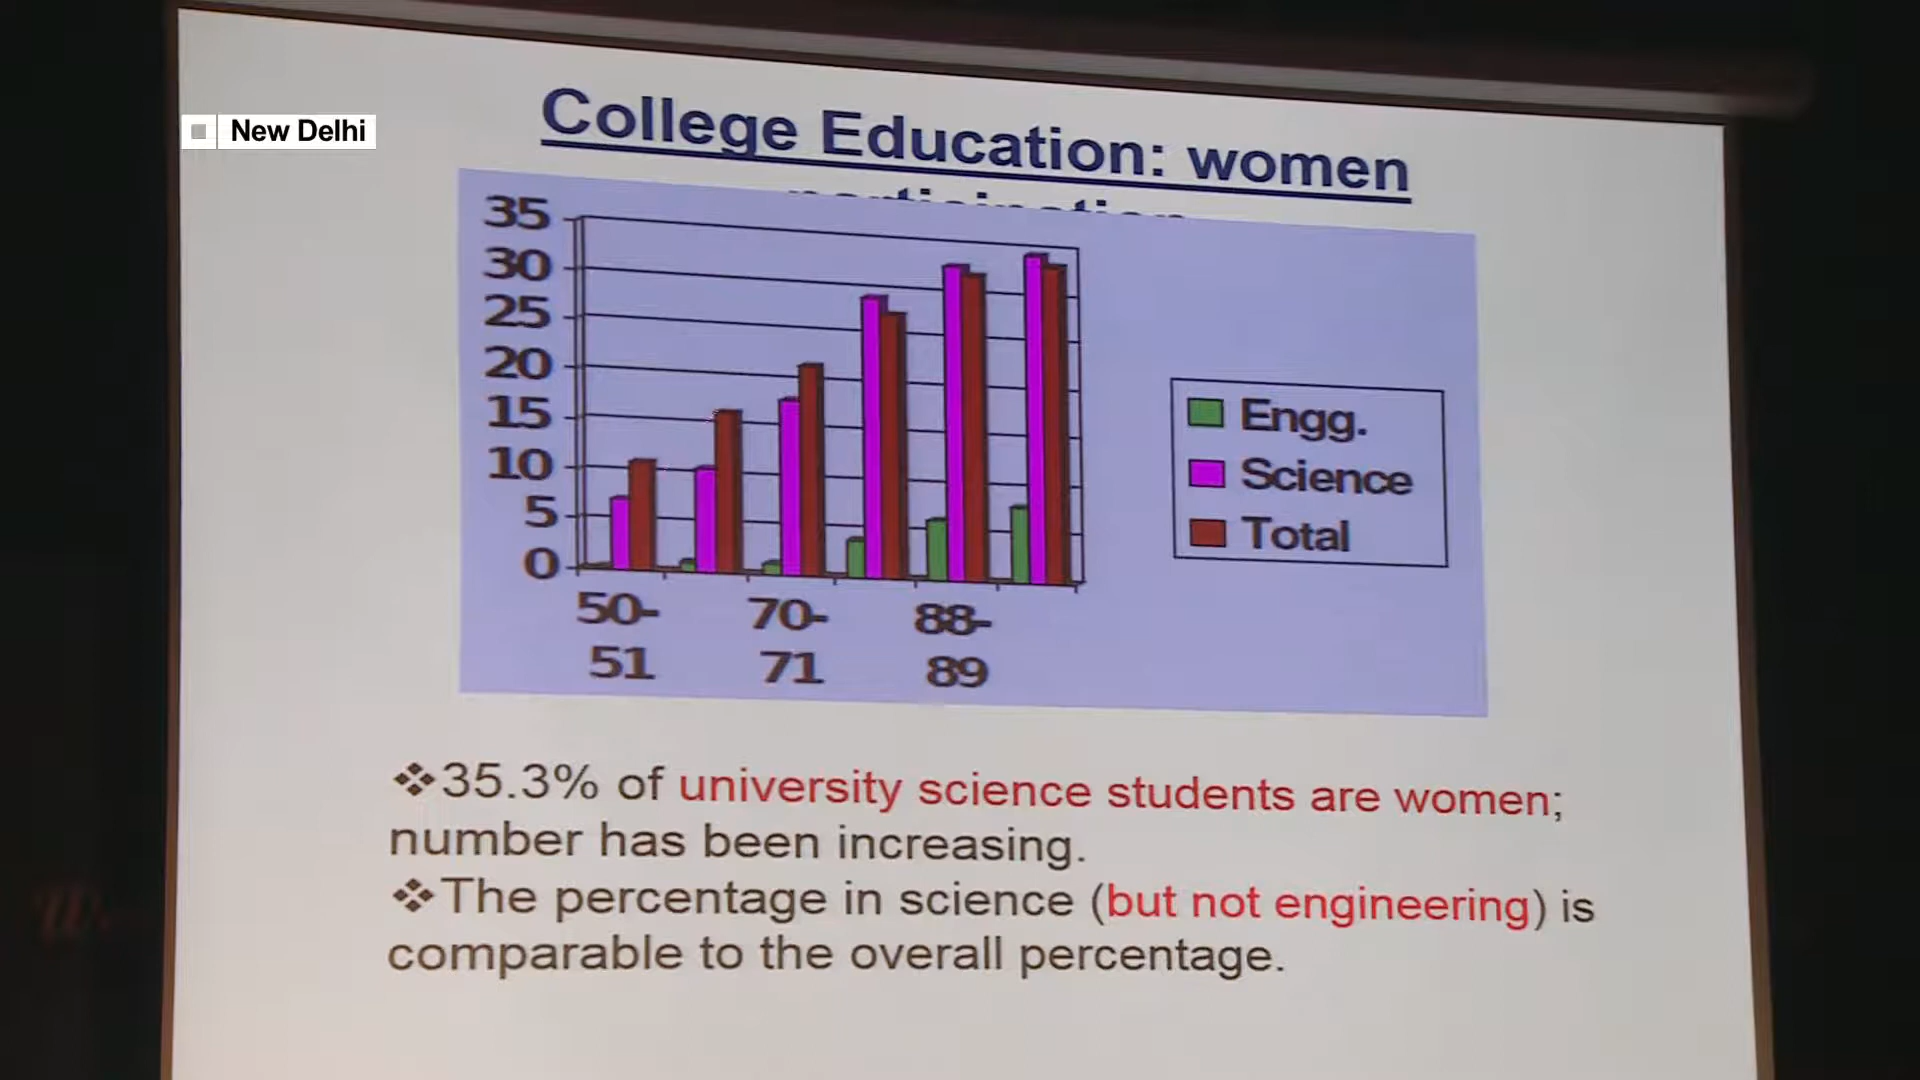 New Delhi
College Education: women
participation
35
30
25
20
15
10
5
0
50-
51
70-
71
88-
89
Engg.
Science
Total
❖35.3% of university science students are women;
number has been increasing.
❖The percentage in science (but not engineering) is
comparable to the overall percentage.